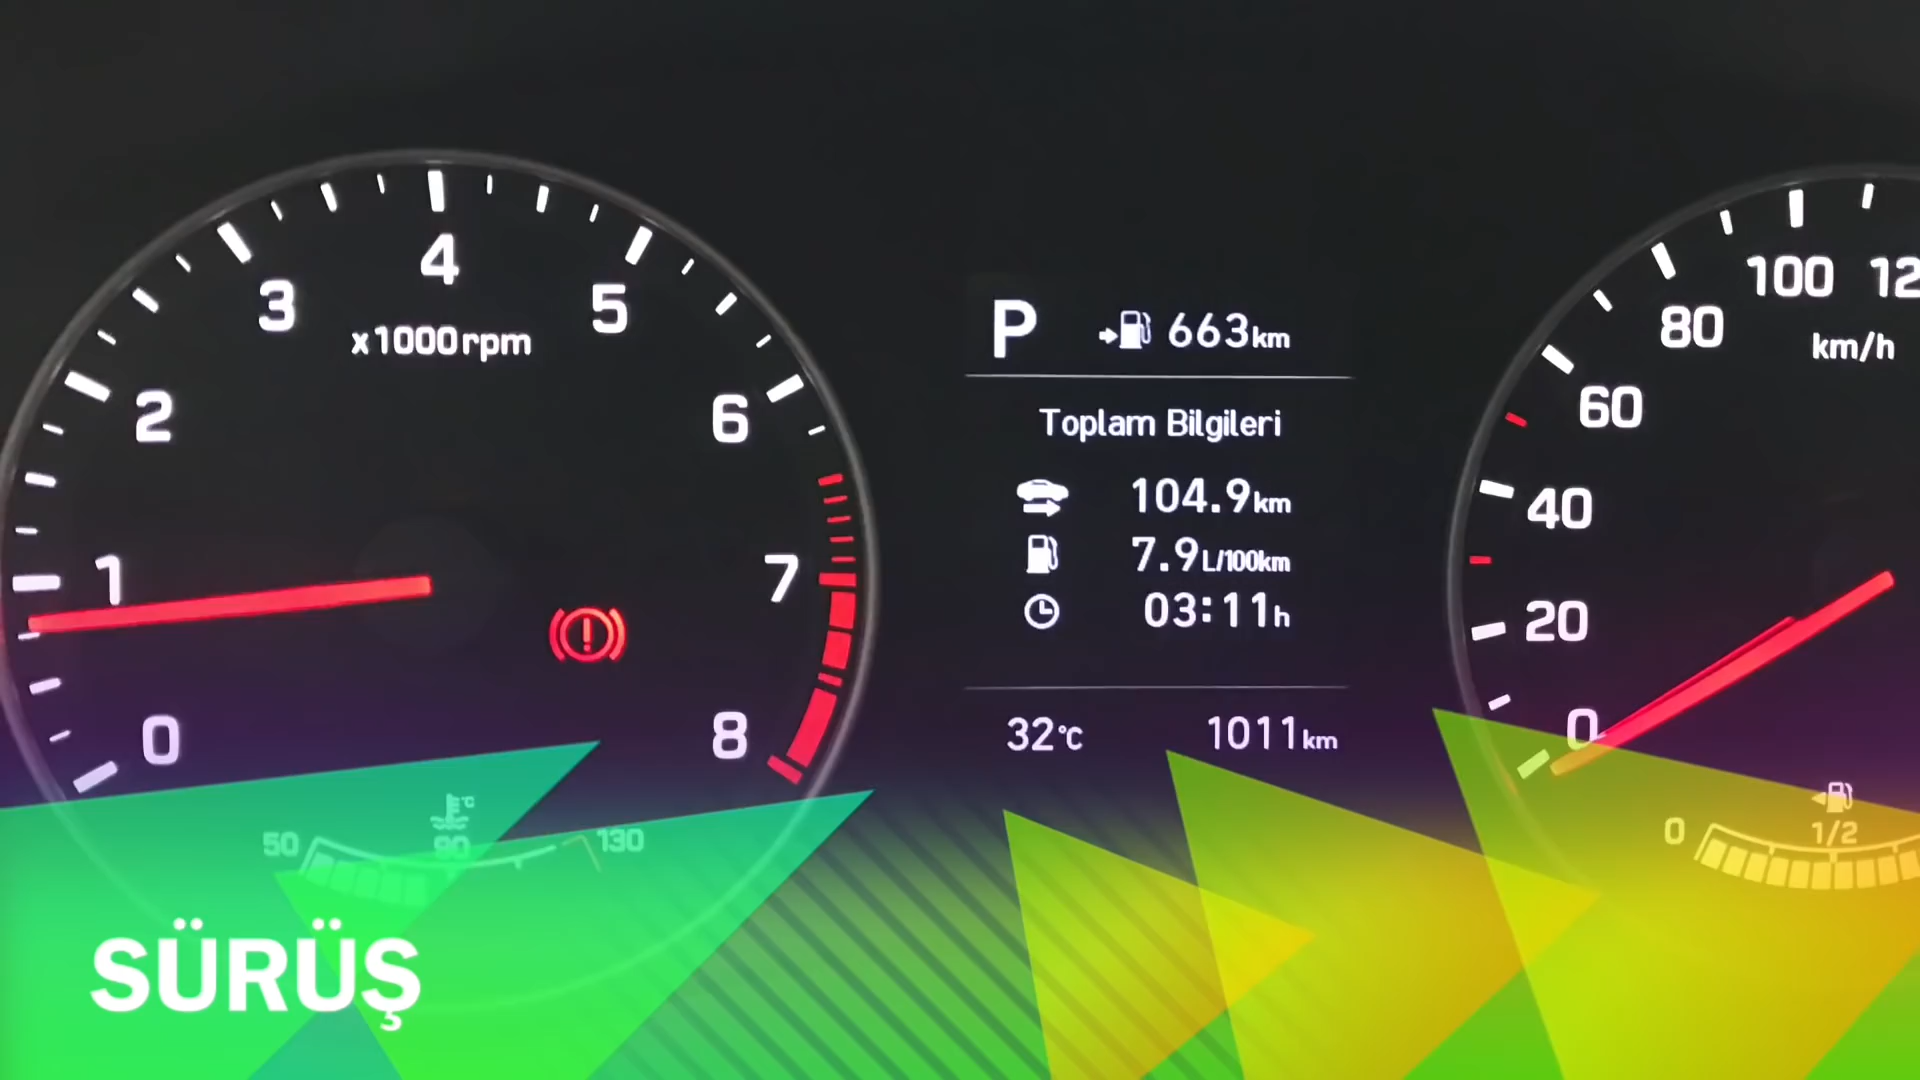 4
3
5
x1000rpm
2
6
1
7
0
8
50
90
130
P 663km
Toplam Bilgileri
104.9km
7.9L/100km
03:11h
32°C 1011km
100
80
km/h
60
40
20
0
0
1/2
SÜRÜŞ